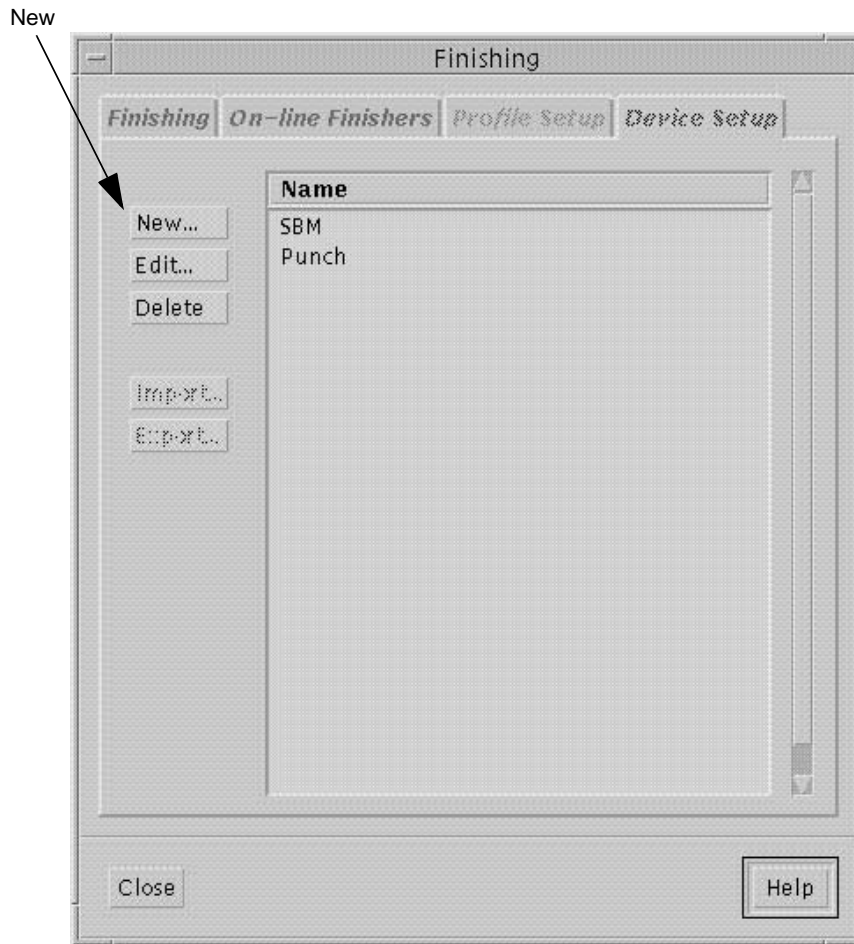 New
Finishing
Finishing On-line Finishers Profile Setup Device Setup
Name
New...
SBM
Edit...
Punch
Delete
Import..
Export..
Close
Help